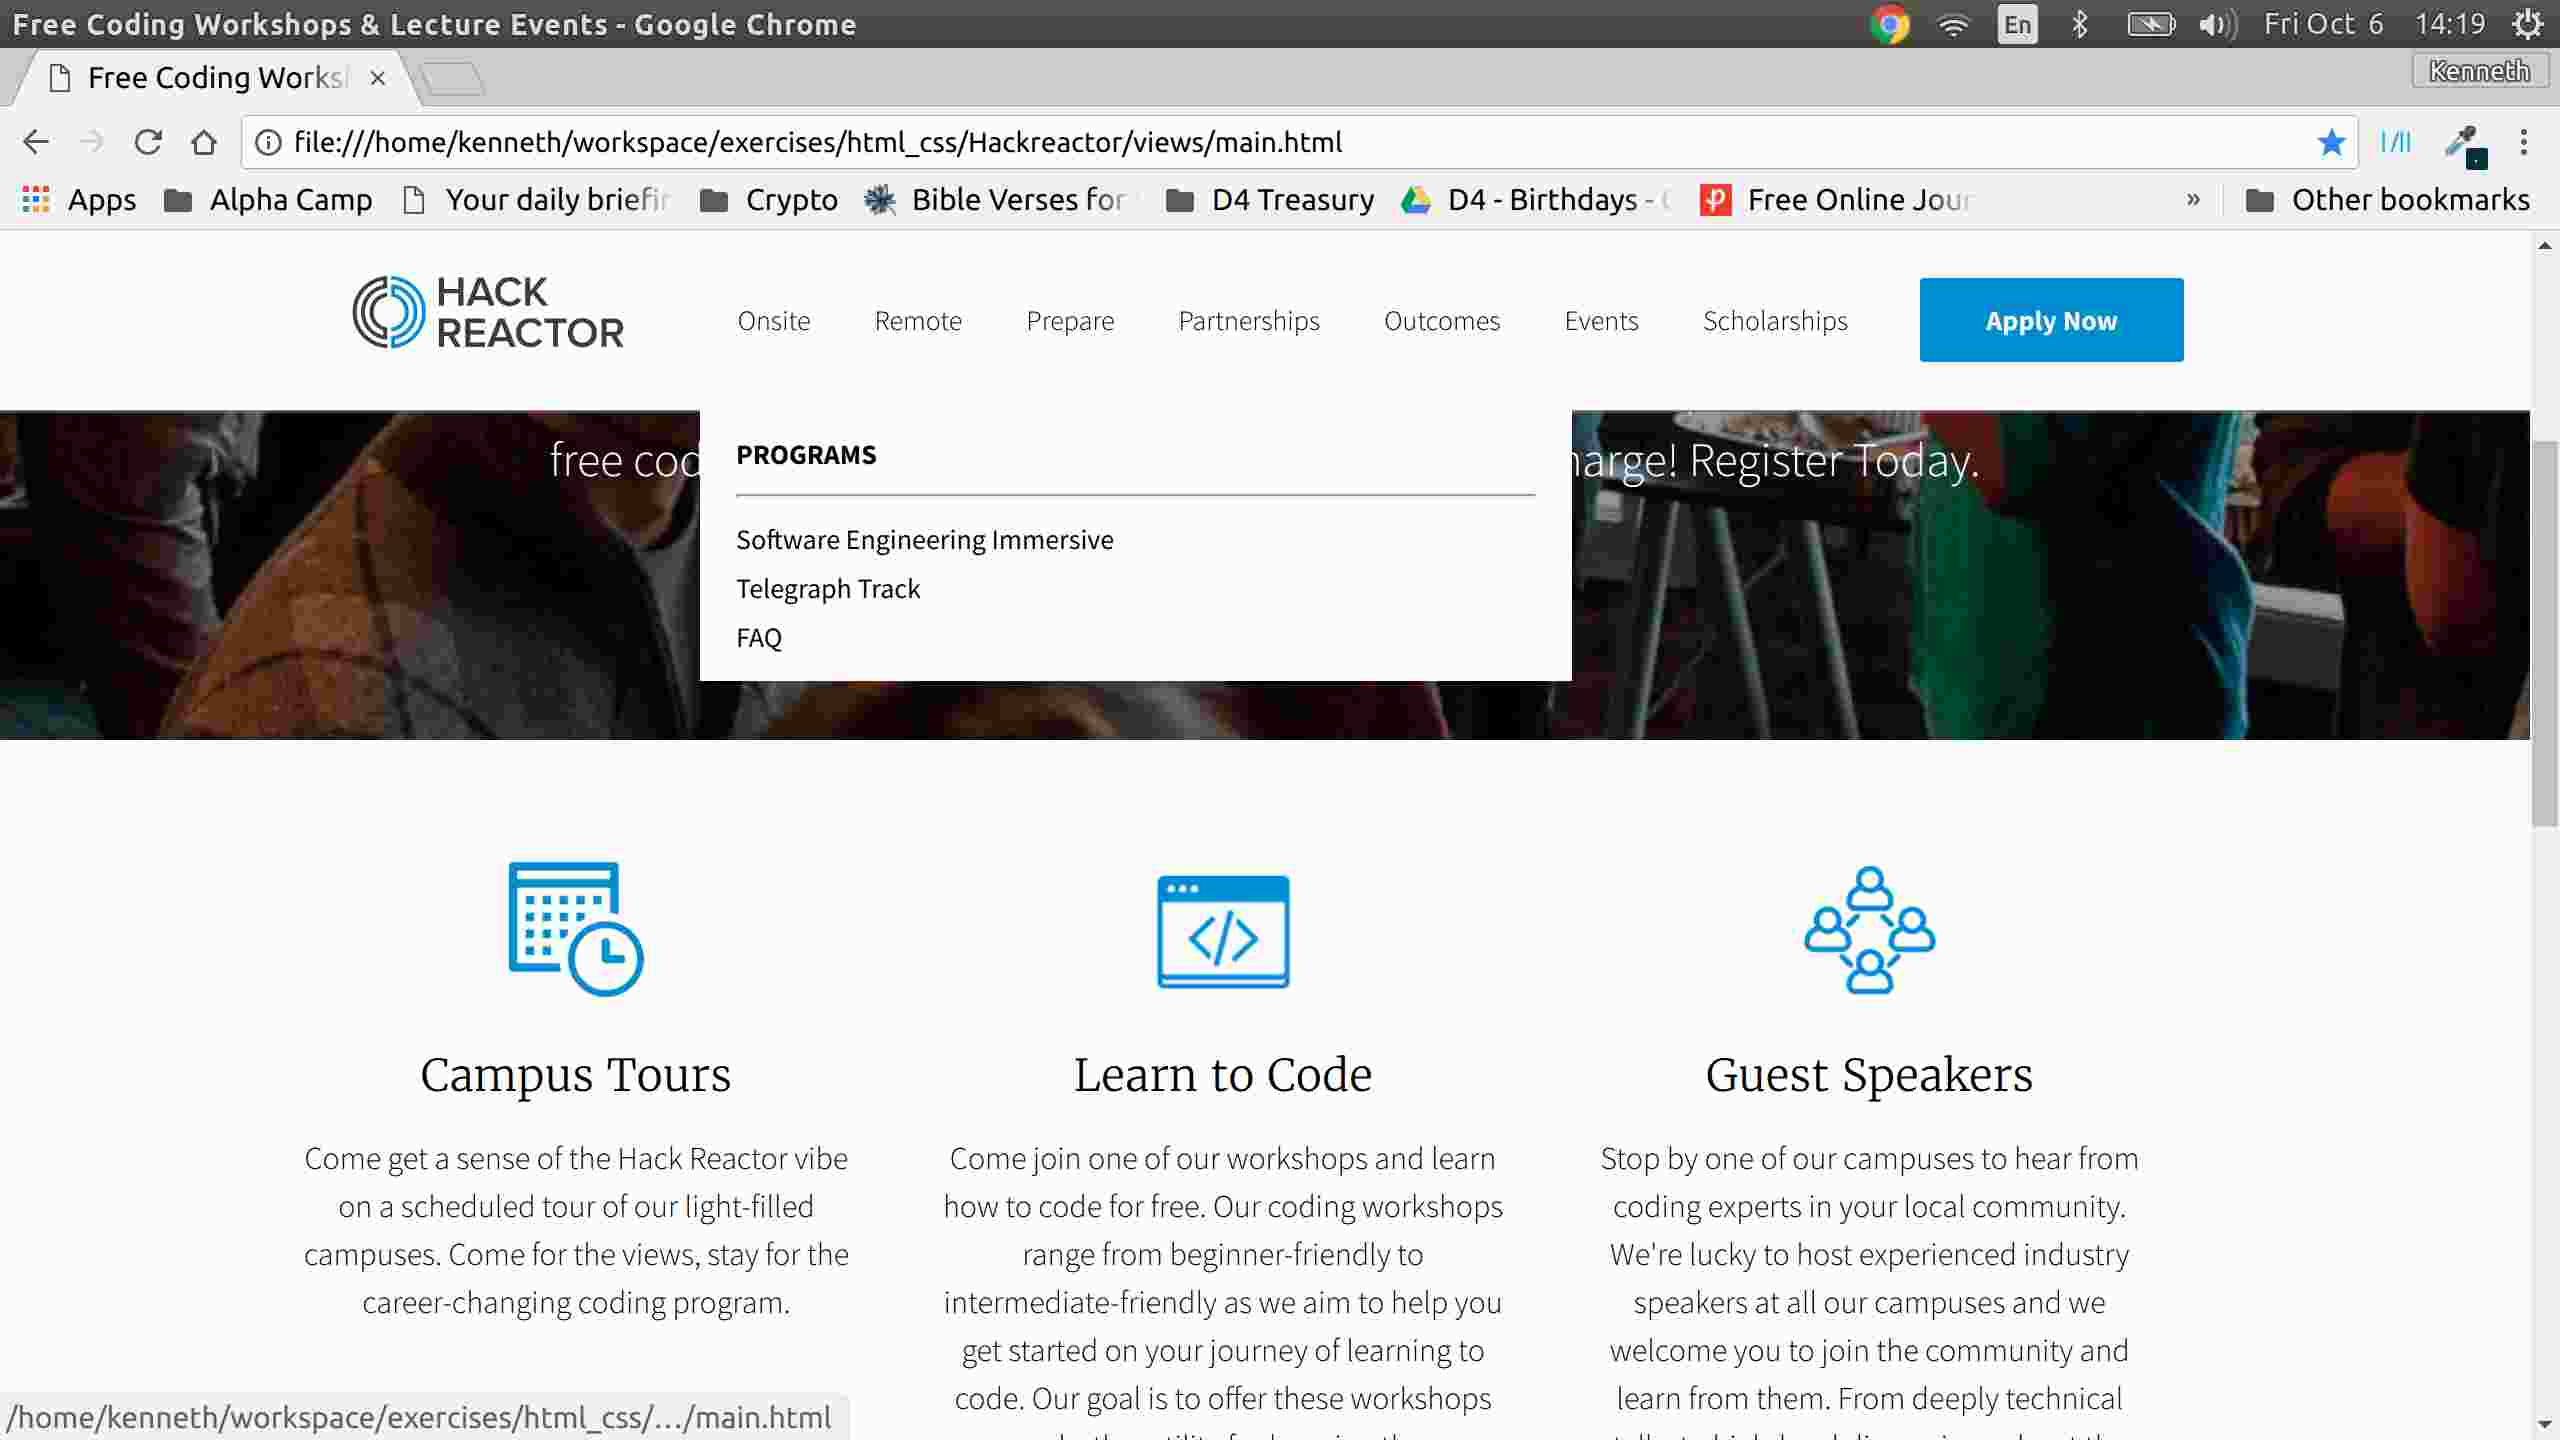 Free Coding Workshops & Lecture Events - Google Chrome
En
Fri Oct 6 14:19
Free Coding Works
Kenneth
file:///home/kenneth/workspace/exercises/html_css/Hackreactor/views/main.html
Apps
Alpha Camp
Your daily briefin
Crypto
Bible Verses for
D4 Treasury
D4 - Birthdays -
Free Online Jour
»
Other bookmarks
HACK
REACTOR
Onsite
Remote
Prepare
Partnerships
Outcomes
Events
Scholarships
Apply Now
free cod
harge! Register Today.
PROGRAMS
Software Engineering Immersive
Telegraph Track
FAQ
Campus Tours
Come get a sense of the Hack Reactor vibe
on a scheduled tour of our light-filled
campuses. Come for the views, stay for the
career-changing coding program.
Learn to Code
Come join one of our workshops and learn
how to code for free. Our coding workshops
range from beginner-friendly to
intermediate-friendly as we aim to help you
get started on your journey of learning to
code. Our goal is to offer these workshops
Guest Speakers
Stop by one of our campuses to hear from
coding experts in your local community.
We're lucky to host experienced industry
speakers at all our campuses and we
welcome you to join the community and
learn from them. From deeply technical
/home/kenneth/workspace/exercises/html_css/…/main.html